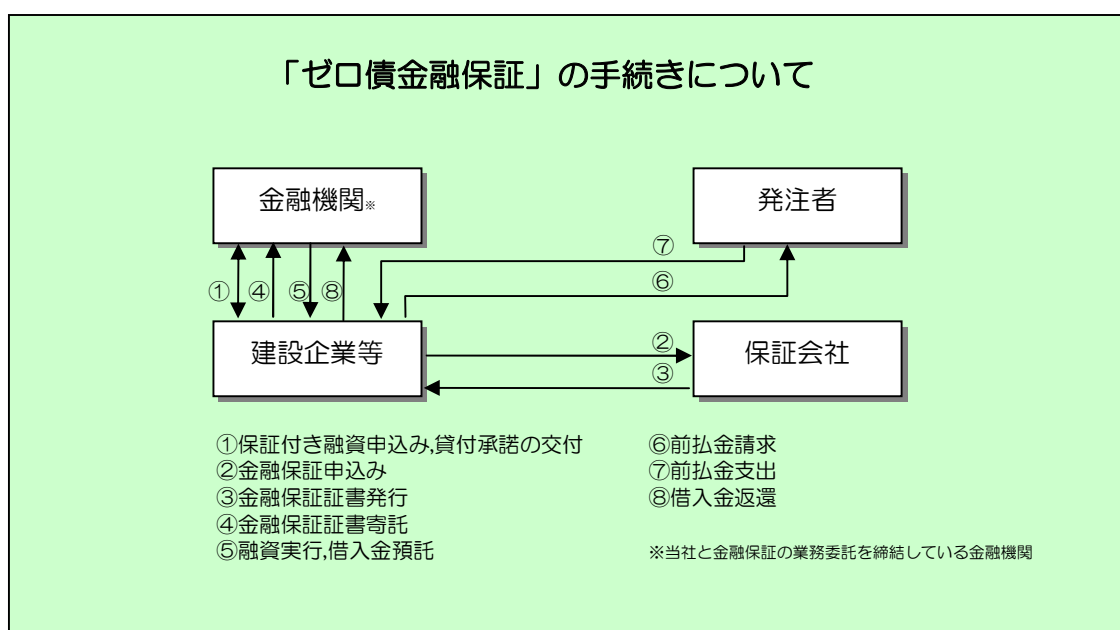 「ゼロ債金融保証」の手続きについて
金融機関※
発注者
⑦
⑥
① ④ ⑤ ⑧
建設企業等
保証会社
②
③
①保証付き融資申込み,貸付承諾の交付
②金融保証申込み
③金融保証証書発行
④金融保証証書寄託
⑤融資実行,借入金預託
⑥前払金請求
⑦前払金支出
⑧借入金返還
※当社と金融保証の業務委託を締結している金融機関